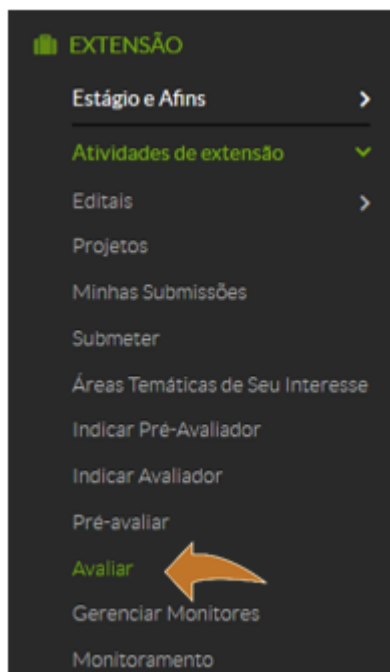 EXTENSÃO
Estágio e Afins
Atividades de extensão
Editais
Projetos
Minhas Submissões
Submeter
Áreas Temáticas de Seu Interesse
Indicar Pré-Avaliador
Indicar Avaliador
Pré-avaliar
Avaliar
Gerenciar Monitores
Monitoramento